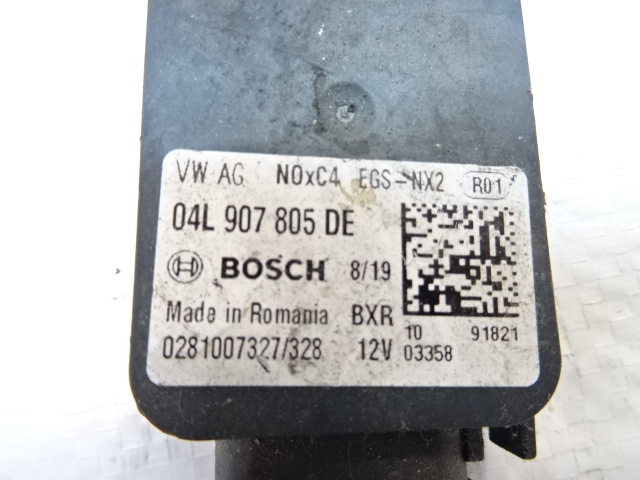 VW AG NOxC4 EGS-NX2 R01
04L 907 805 DE
BOSCH 8/19
Made in Romania BXR
10 91821
0281007327/328 12V 03358